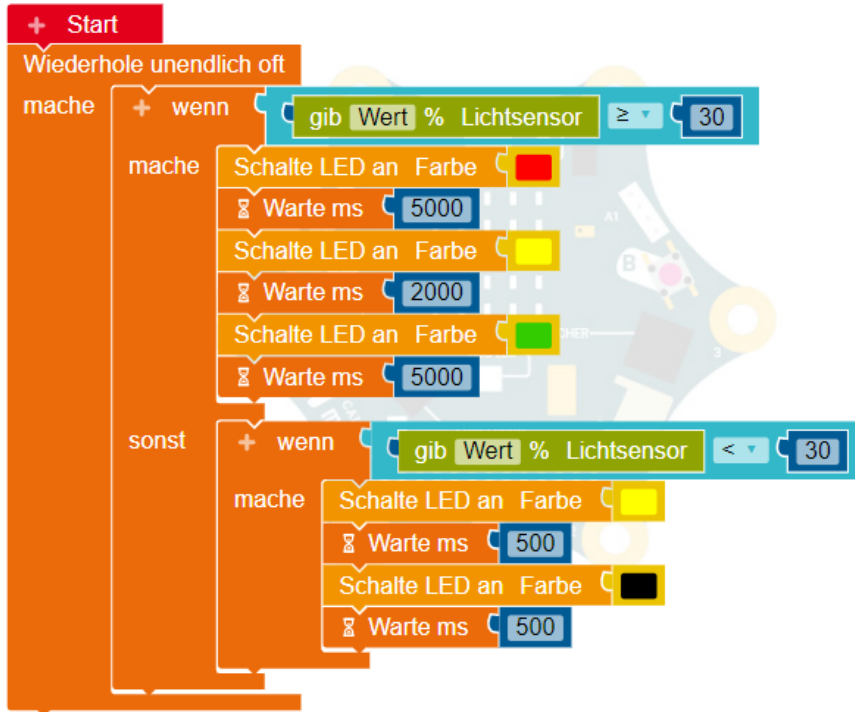 + Start
Wiederhole unendlich oft
mache + wenn gib Wert % Lichtsensor ≥ 30
mache Schalte LED an Farbe
Warte ms 5000
Schalte LED an Farbe
Warte ms 2000
Schalte LED an Farbe
Warte ms 5000
sonst + wenn gib Wert % Lichtsensor < 30
mache Schalte LED an Farbe
Warte ms 500
Schalte LED an Farbe
Warte ms 500
A1
B
3